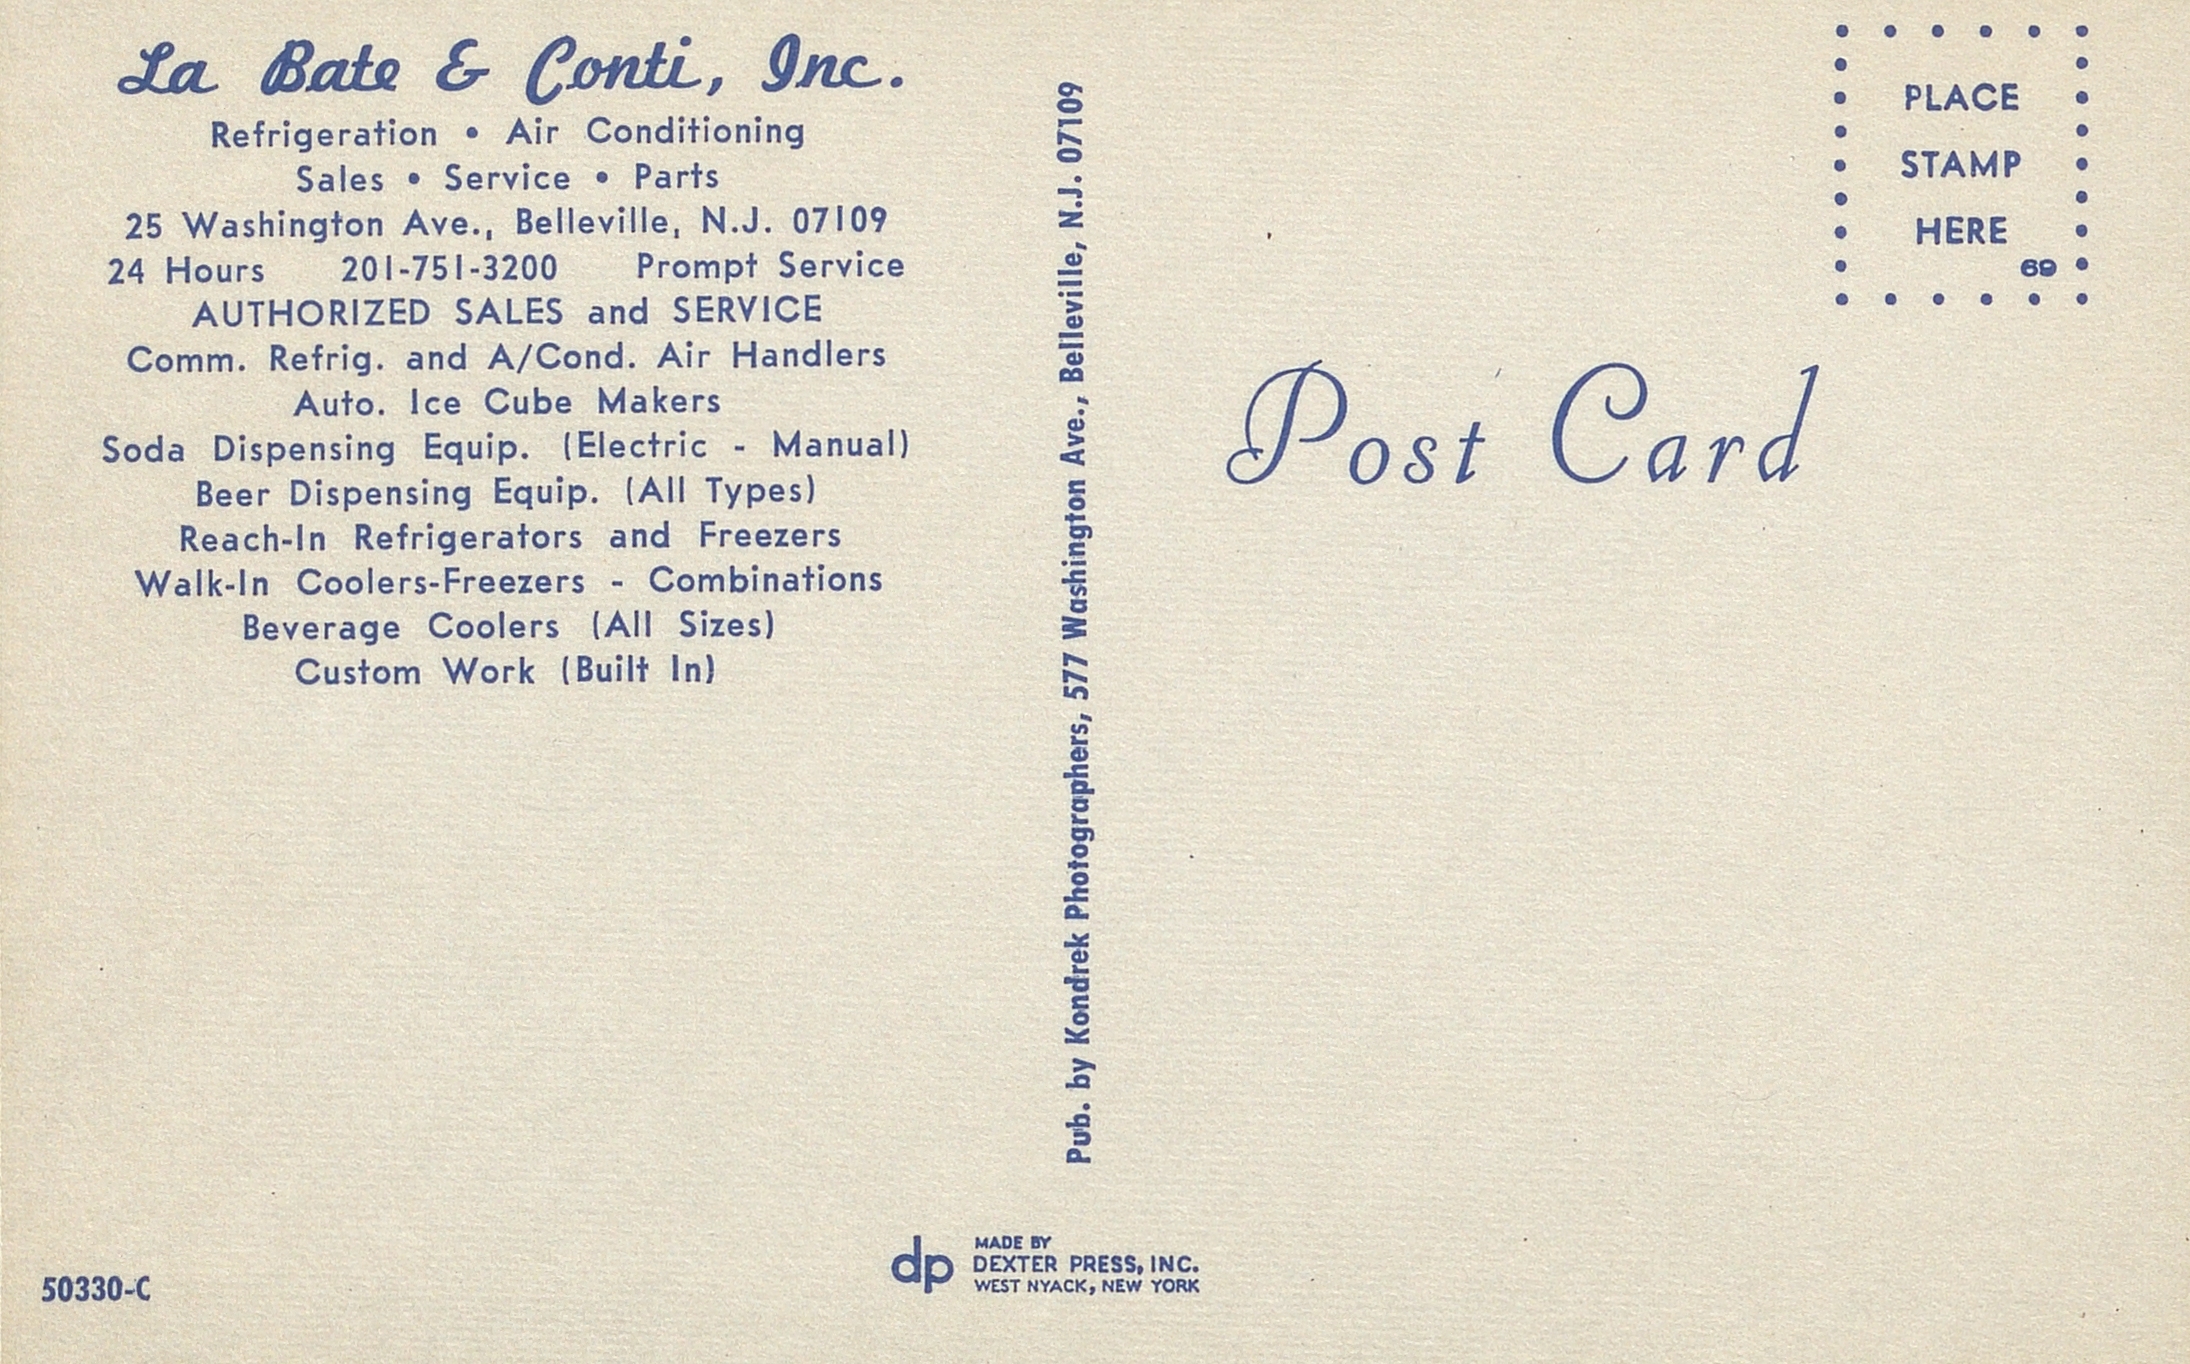 La Bate & Conti, Inc.
Refrigeration • Air Conditioning
Sales • Service • Parts
25 Washington Ave., Belleville, N.J. 07109
24 Hours 201-751-3200 Prompt Service
AUTHORIZED SALES and SERVICE
Comm. Refrig. and A/Cond. Air Handlers
Auto. Ice Cube Makers
Soda Dispensing Equip. (Electric - Manual)
Beer Dispensing Equip. (All Types)
Reach-In Refrigerators and Freezers
Walk-In Coolers-Freezers - Combinations
Beverage Coolers (All Sizes)
Custom Work (Built In)
50330-C
Pub. by Kondrek Photographers, 577 Washington Ave., Belleville, N.J. 07109
dp
MADE BY
DEXTER PRESS, INC.
WEST NYACK, NEW YORK
PLACE
STAMP
HERE
69
Post Card